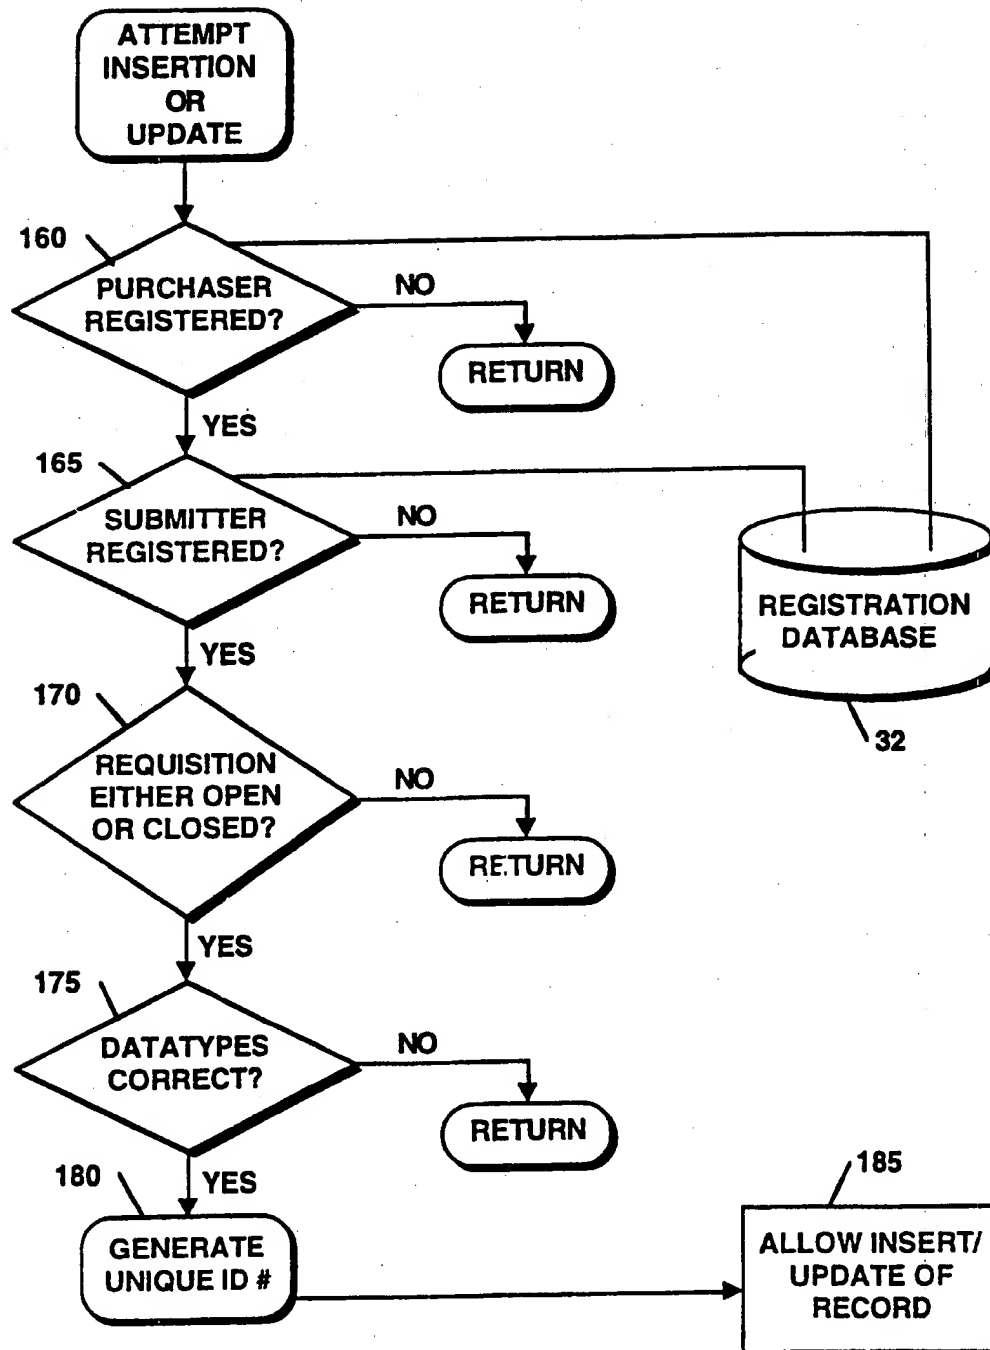 ATTEMPT
INSERTION
OR
UPDATE
160
PURCHASER
REGISTERED?
NO
RETURN
YES
165
SUBMITTER
REGISTERED?
NO
RETURN
REGISTRATION
DATABASE
32
YES
170
REQUISITION
EITHER OPEN
OR CLOSED?
NO
RETURN
YES
175
DATATYPES
CORRECT?
NO
RETURN
YES
180
GENERATE
UNIQUE ID #
185
ALLOW INSERT/
UPDATE OF
RECORD